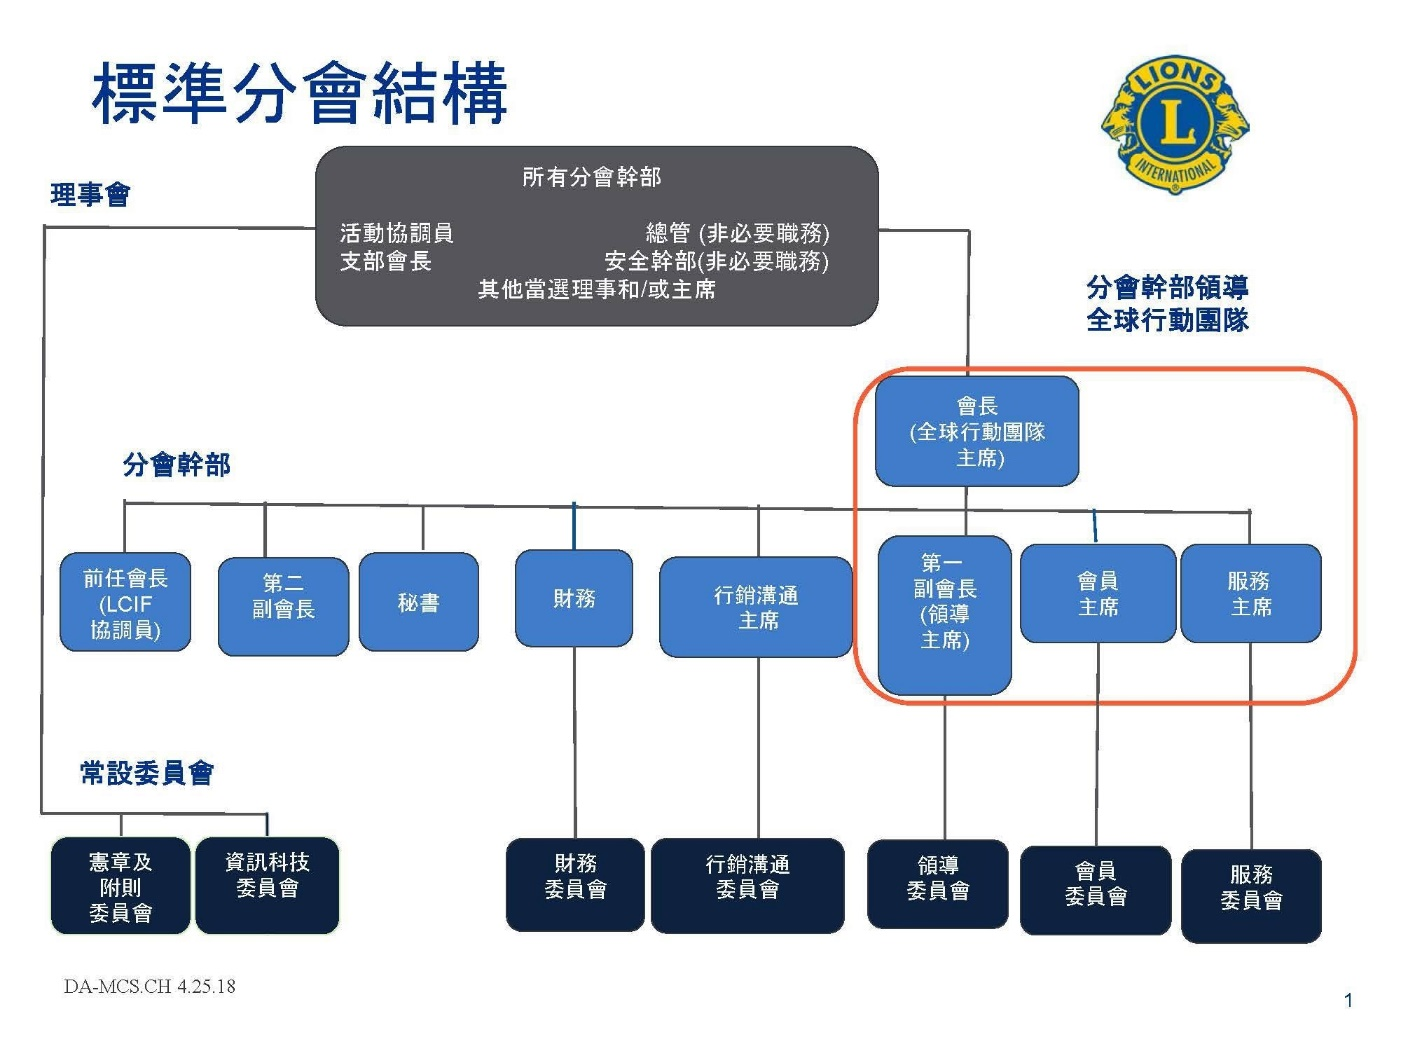 標準分會結構
LIONS
L
INTERNATIONAL
®
理事會
所有分會幹部
活動協調員 總管 (非必要職務)
支部會長 安全幹部(非必要職務)
其他當選理事和/或主席
分會幹部領導
全球行動團隊
會長
(全球行動團隊
主席)
分會幹部
前任會長
(LCIF
協調員)
第二
副會長
秘書
財務
行銷溝通
主席
第一
副會長
(領導
主席)
會員
主席
服務
主席
常設委員會
憲章及
附則
委員會
資訊科技
委員會
財務
委員會
行銷溝通
委員會
領導
委員會
會員
委員會
服務
委員會
DA-MCS.CH 4.25.18
1